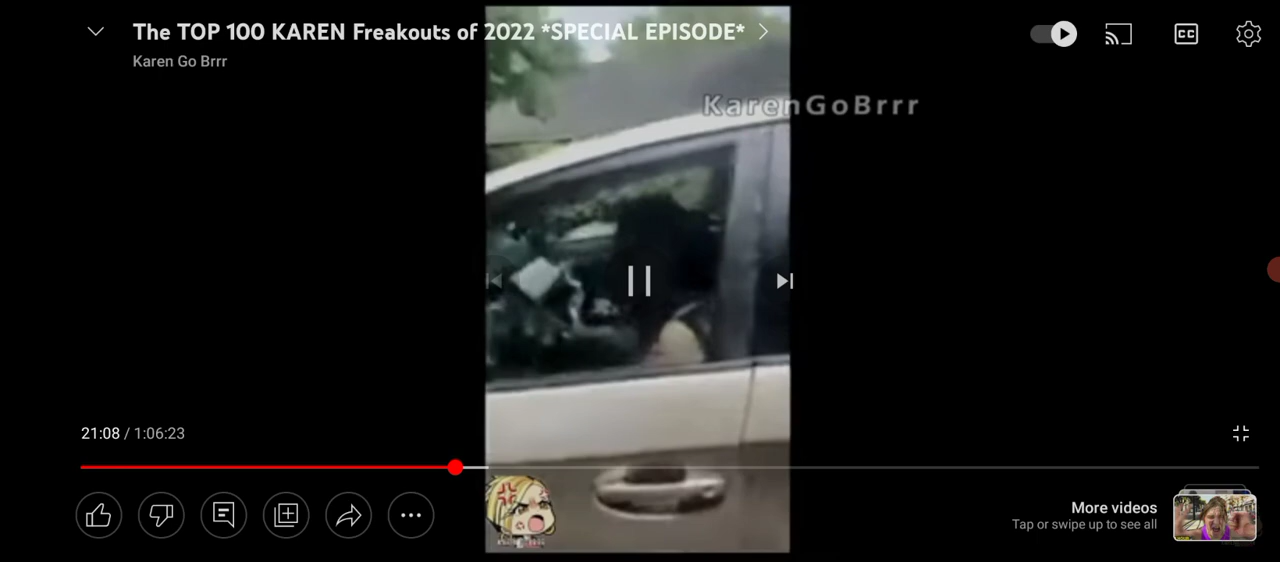 The TOP 100 KAREN Freakouts of 2022 *SPECIAL EPISODE*
Karen Go Brrr
KarenGoBrrr
CC
21:08 / 1:06:23
More videos
Tap or swipe up to see all